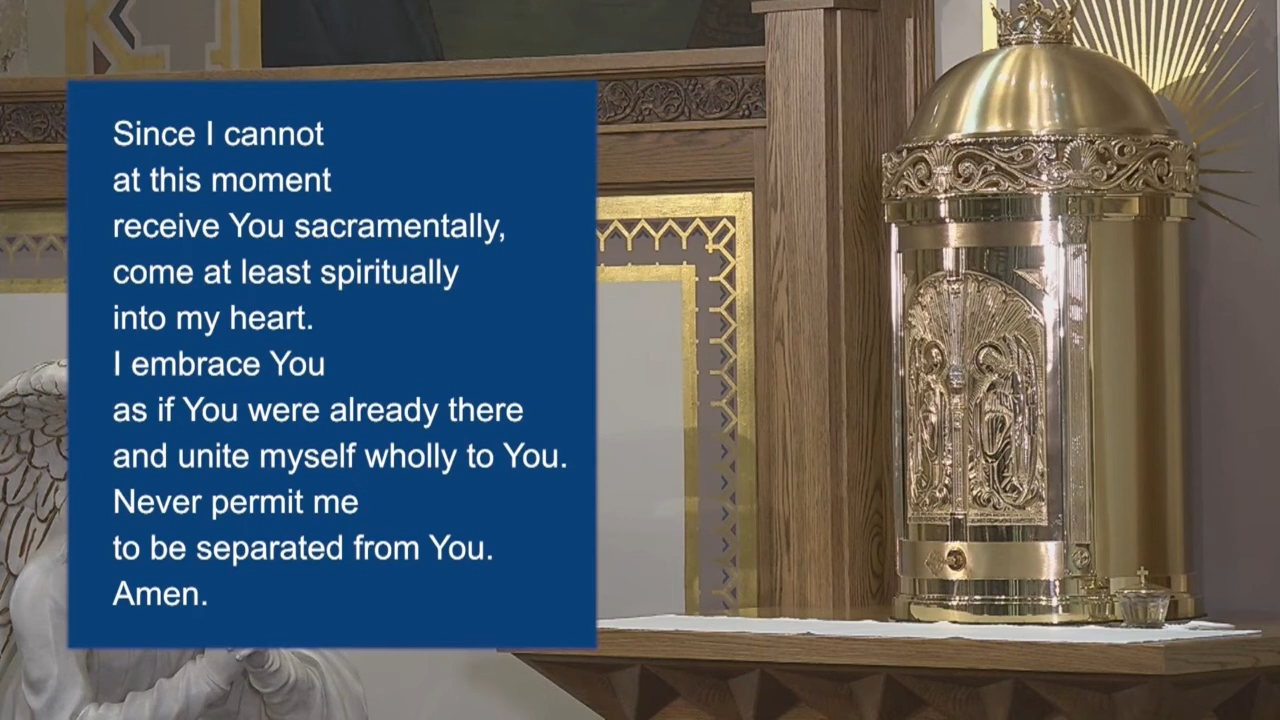 Since I cannot
at this moment
receive You sacramentally,
come at least spiritually
into my heart.
I embrace You
as if You were already there
and unite myself wholly to You.
Never permit me
to be separated from You.
Amen.